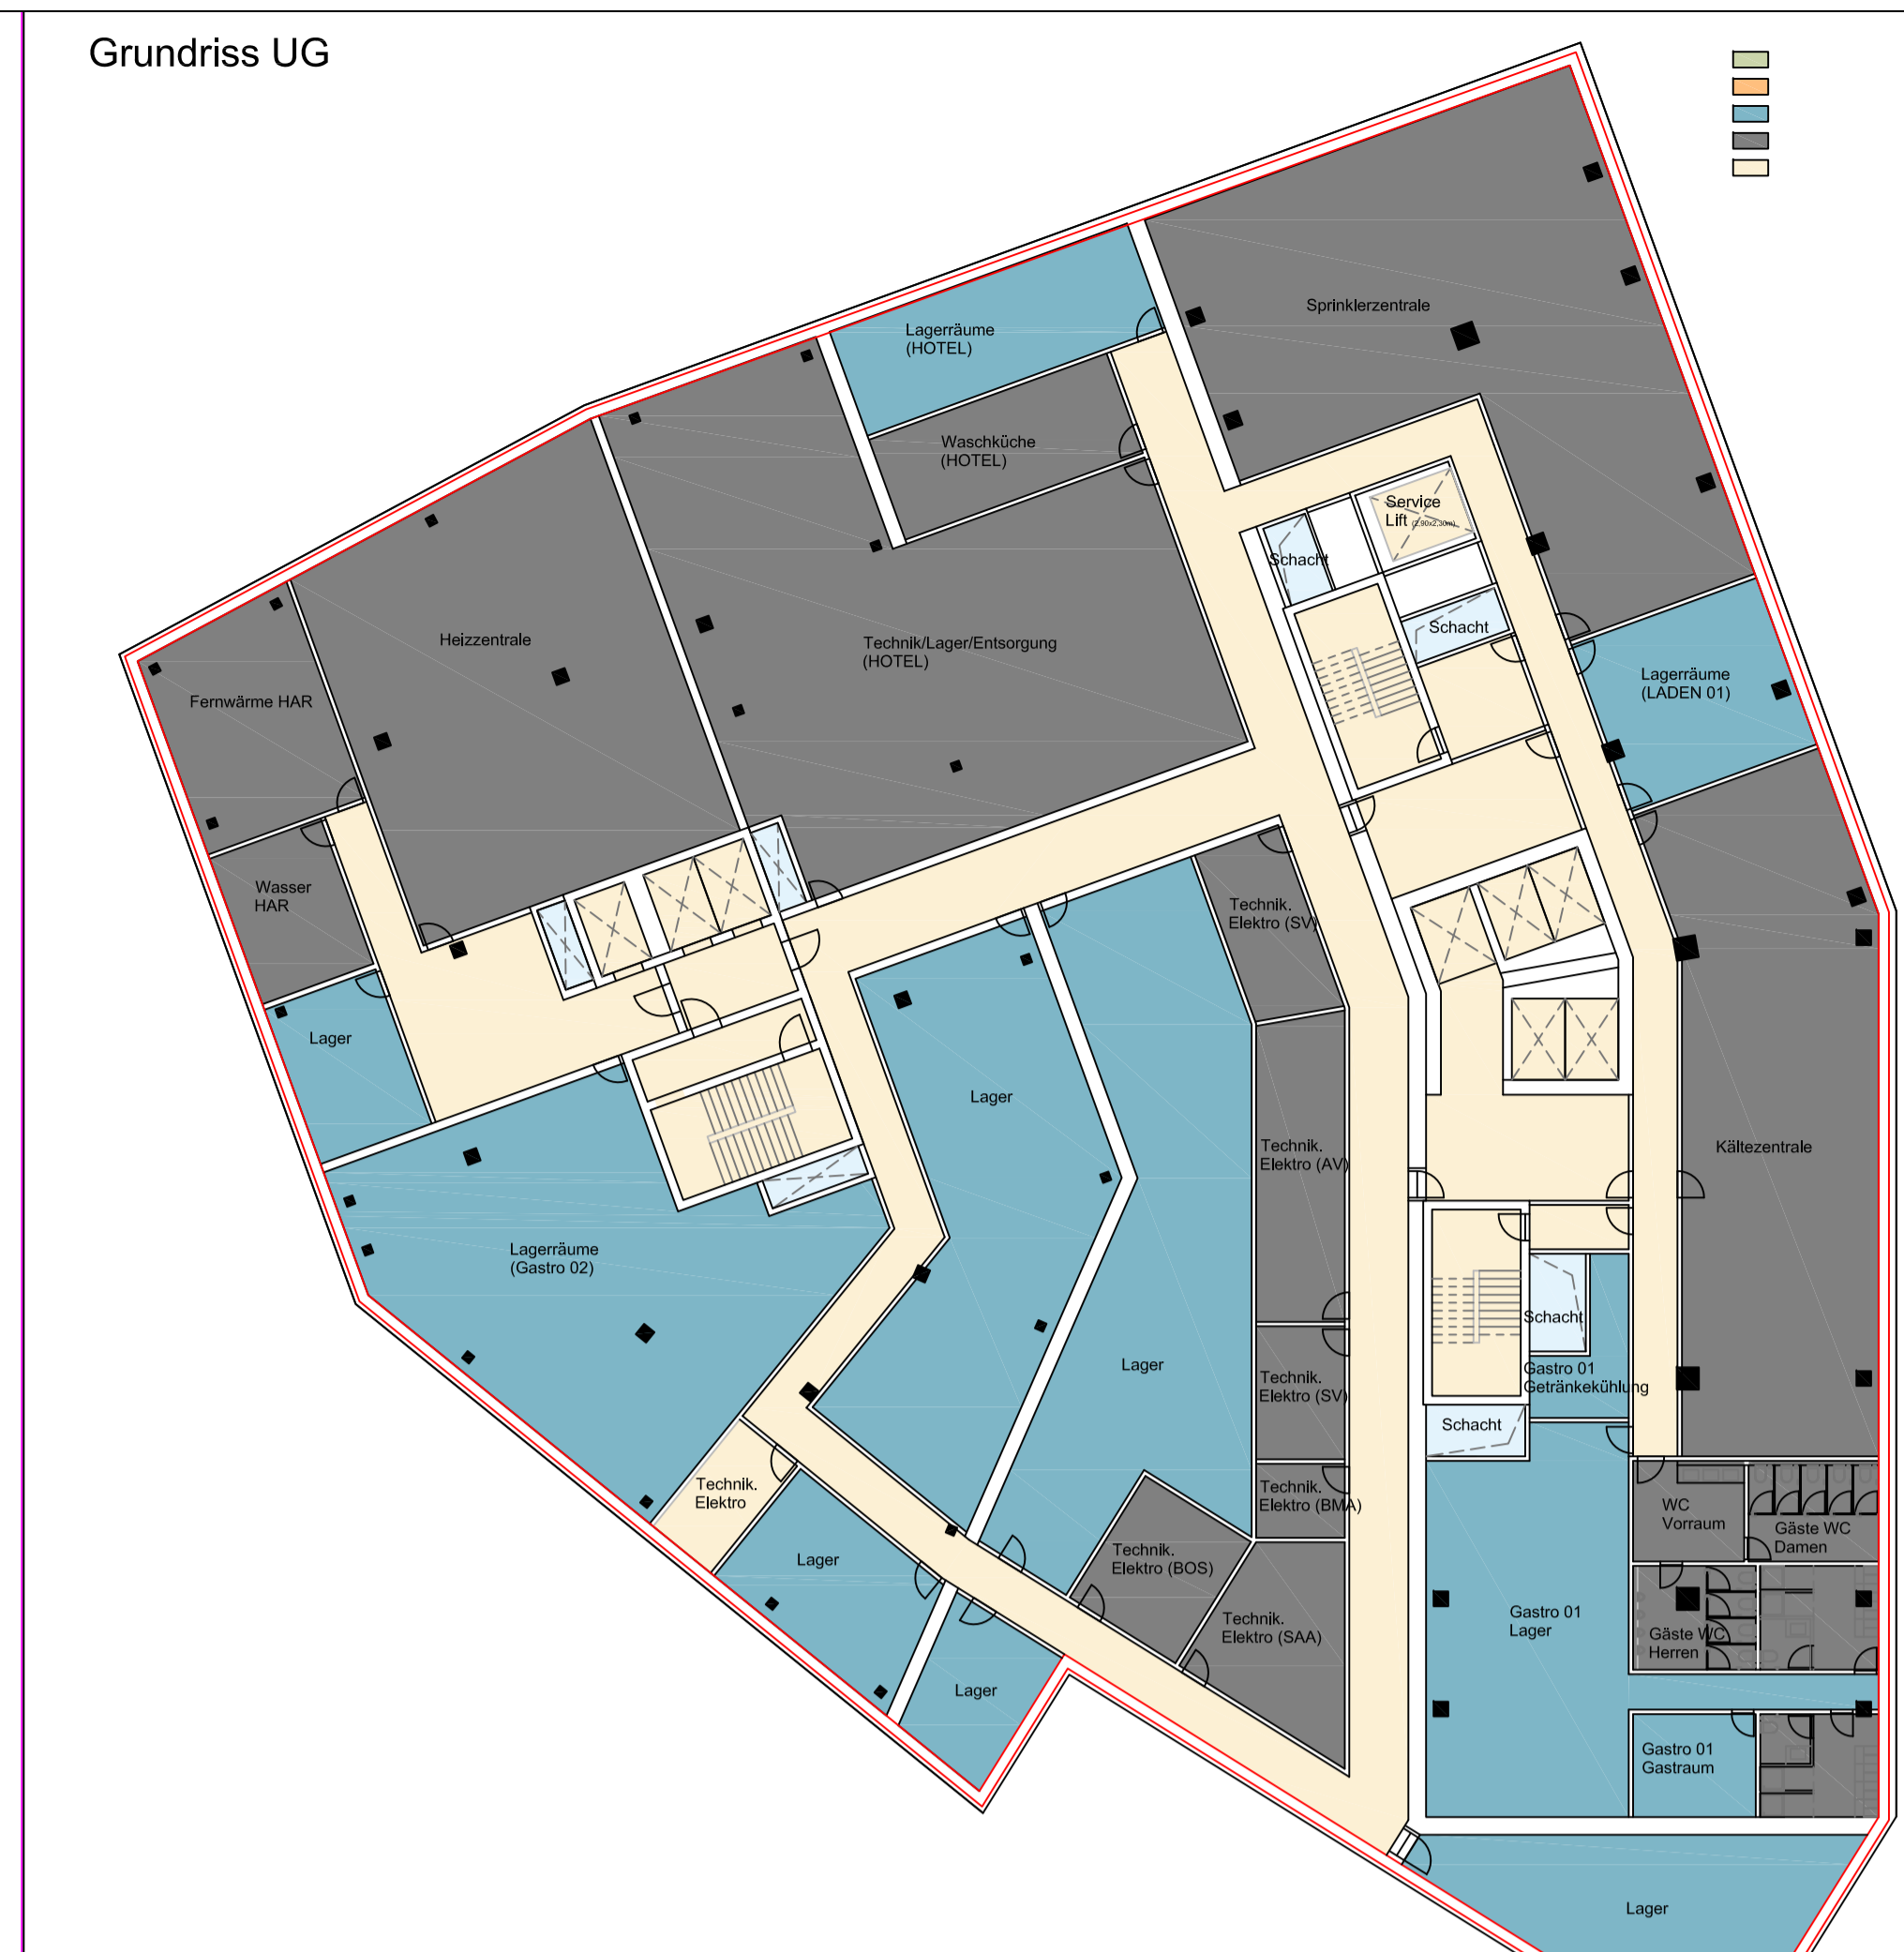 Grundriss UG
Sprinklerzentrale
Lagerräume
(HOTEL)
Waschküche
(HOTEL)
Service
Lift (2,90x2,30m)
Schacht
Schacht
Heizzentrale
Technik/Lager/Entsorgung
(HOTEL)
Lagerräume
(LADEN 01)
Fernwärme HAR
Wasser
HAR
Technik.
Elektro (SV)
Lager
Lager
Technik.
Elektro (AV)
Kältezentrale
Lagerräume
(Gastro 02)
Schacht
Lager
Technik.
Elektro (SV)
Gastro 01
Getränkekühlung
Schacht
Technik.
Elektro
Technik.
Elektro (BMA)
WC
Vorraum
Gäste WC
Damen
Lager
Technik.
Elektro (BOS)
Technik.
Elektro (SAA)
Gastro 01
Lager
Gäste WC
Herren
Lager
Gastro 01
Gastraum
Lager